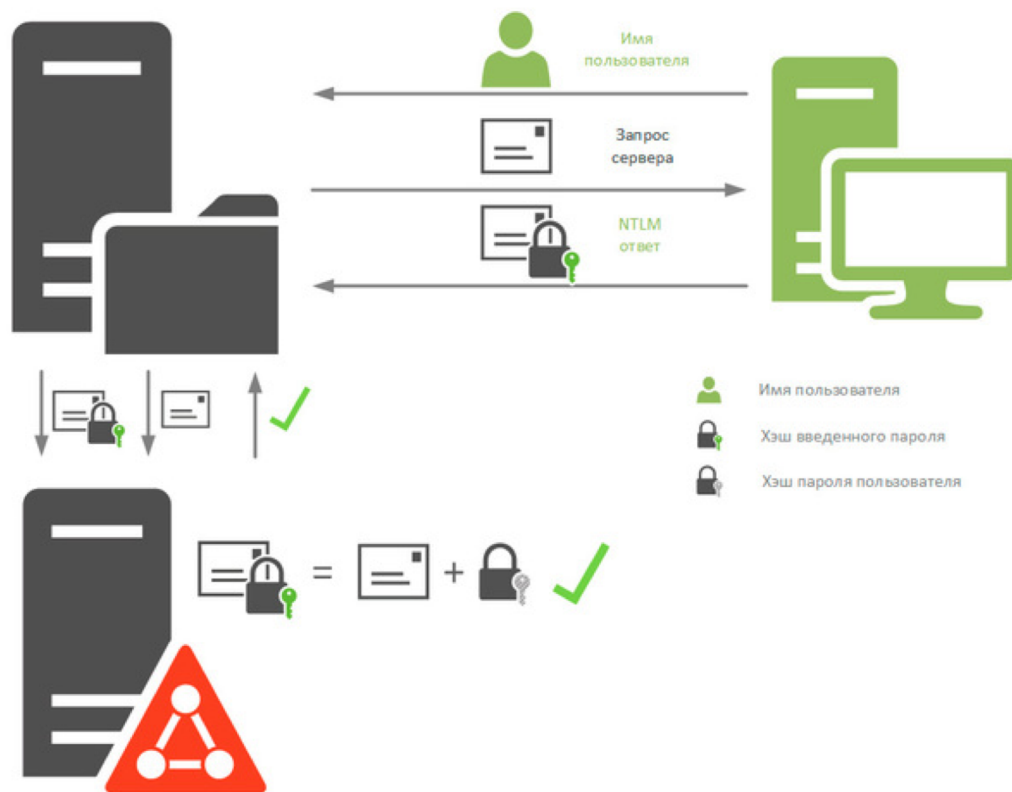 Имя
пользователя
Запрос
сервера
NTLM
ответ
Имя пользователя
Хэш введенного пароля
Хэш пароля пользователя
=
+